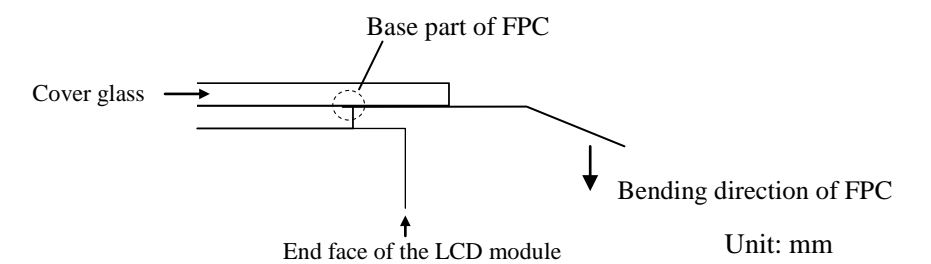 Base part of FPC
Cover glass
Bending direction of FPC
Unit: mm
End face of the LCD module